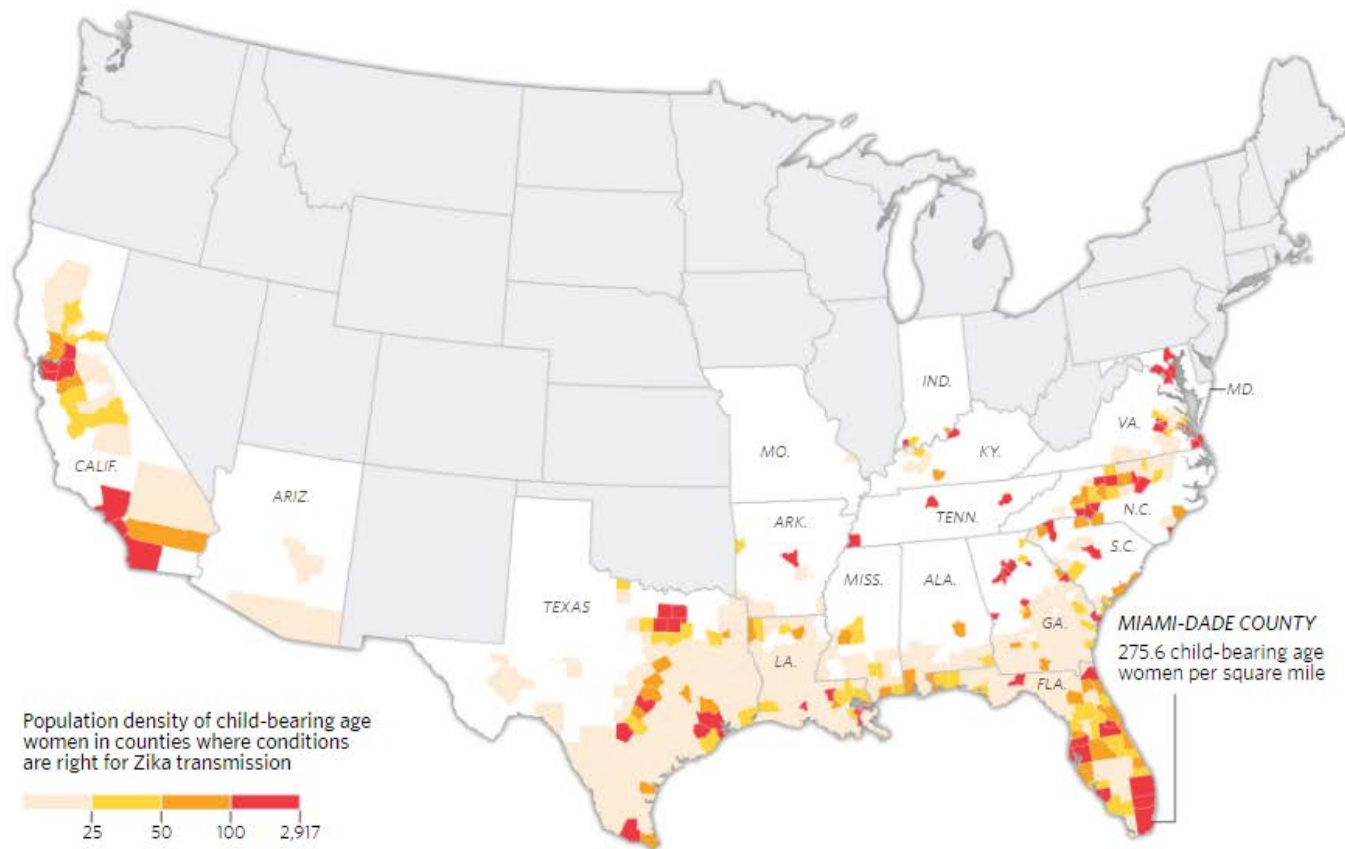 IND.
MD.
VA.
MO.
KY.
CALIF.
ARIZ.
N.C.
TENN.
ARK.
S.C.
MISS.
ALA.
TEXAS
GA.
LA.
FLA.
MIAMI-DADE COUNTY
275.6 child-bearing age
women per square mile
Population density of child-bearing age
women in counties where conditions
are right for Zika transmission
25 50 100 2,917